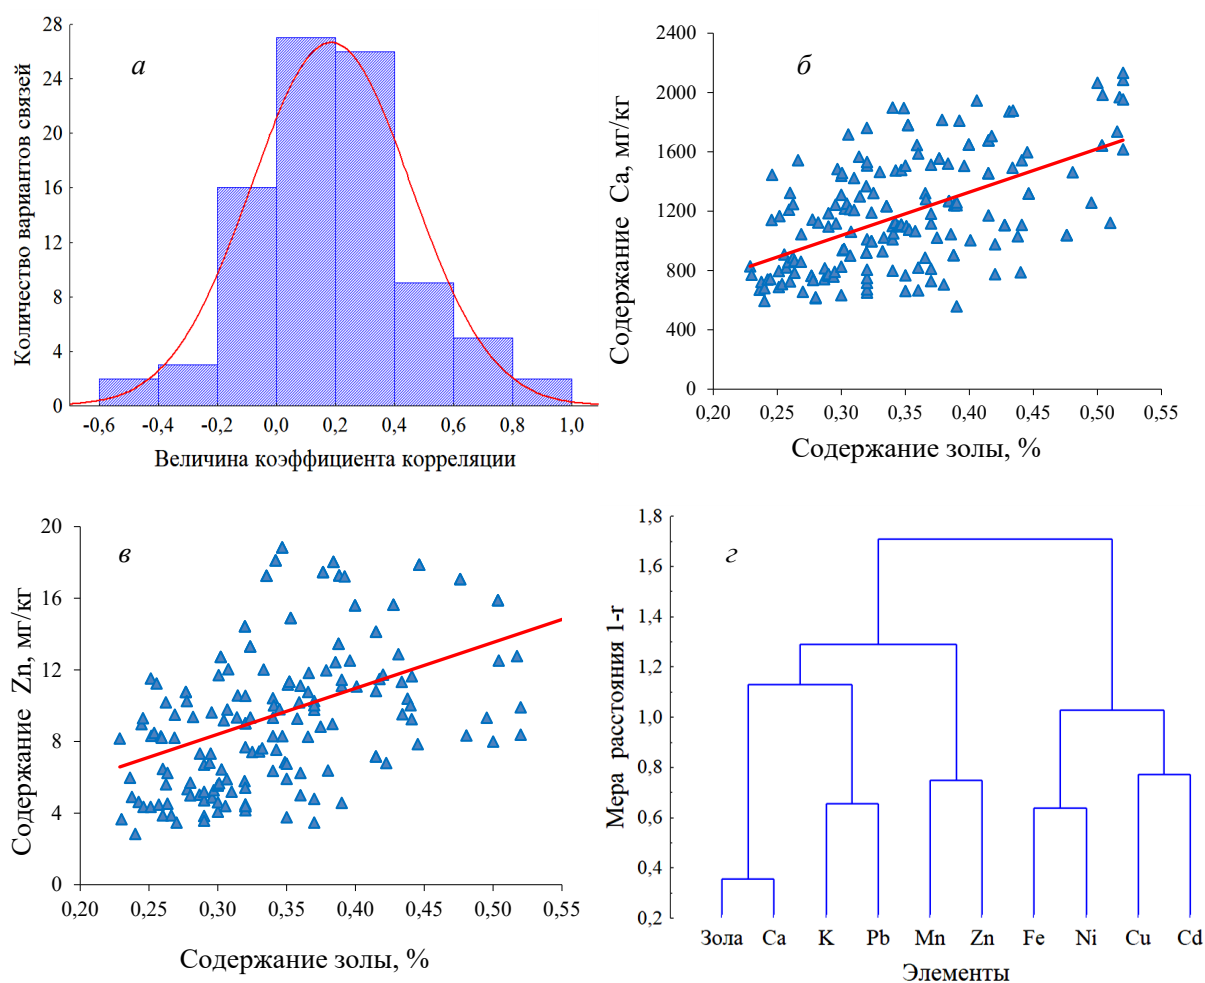 Количество вариантов связей
28
24
20
16
12
8
4
0
а
-0,6 -0,4 -0,2 0,0 0,2 0,4 0,6 0,8 1,0
Величина коэффициента корреляции
Содержание Ca, мг/кг
2400
2000
1600
1200
800
400
0
б
0,20 0,25 0,30 0,35 0,40 0,45 0,50 0,55
Содержание золы, %
Содержание Zn, мг/кг
20
16
12
8
4
0
в
0,20 0,25 0,30 0,35 0,40 0,45 0,50 0,55
Содержание золы, %
Мера расстояния 1-r
1,8
1,6
1,4
1,2
1,0
0,8
0,6
0,4
0,2
г
Зола Ca K Pb Mn Zn Fe Ni Cu Cd
Элементы